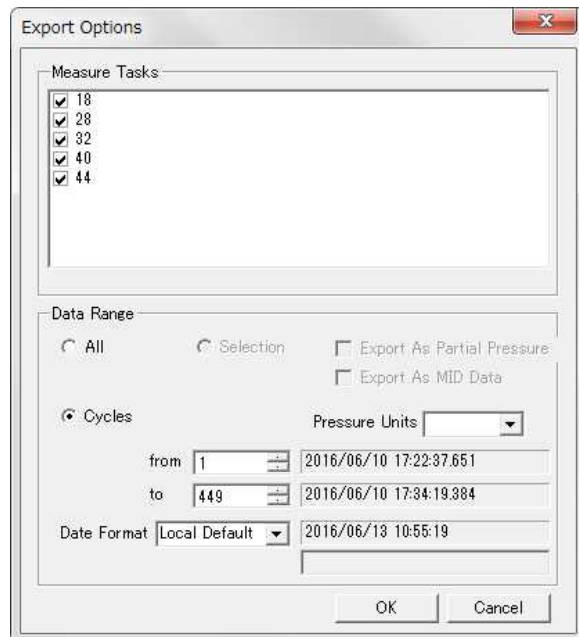 Export Options
Measure Tasks
18
28
32
40
44
Data Range
All Selection Export As Partial Pressure
Export As MID Data
Cycles Pressure Units
from 1 2016/06/10 17:22:37.651
to 449 2016/06/10 17:34:19.384
Date Format Local Default 2016/06/13 10:55:19
OK Cancel